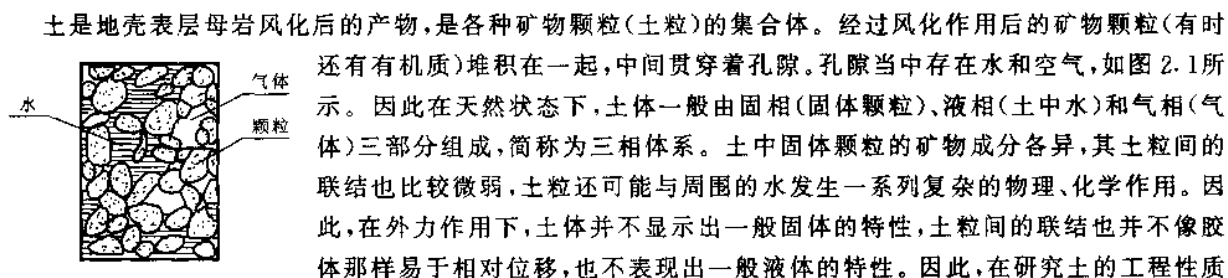 土是地壳表层母岩风化后的产物,是各种矿物颗粒(土粒)的集合体。经过风化作用后的矿物颗粒(有时
还有有机质)堆积在一起,中间贯穿着孔隙。孔隙当中存在水和空气,如图 2.1所
示。因此在天然状态下,土体一般由固相(固体颗粒)、液相(土中水)和气相(气
体)三部分组成,简称为三相体系。土中固体颗粒的矿物成分各异,其土粒间的
联结也比较微弱,土粒还可能与周围的水发生一系列复杂的物理、化学作用。因
此,在外力作用下,土体并不显示出一般固体的特性,土粒间的联结也并不像胶
体那样易于相对位移,也不表现出一般液体的特性。因此,在研究土的工程性质
水
气体
颗粒